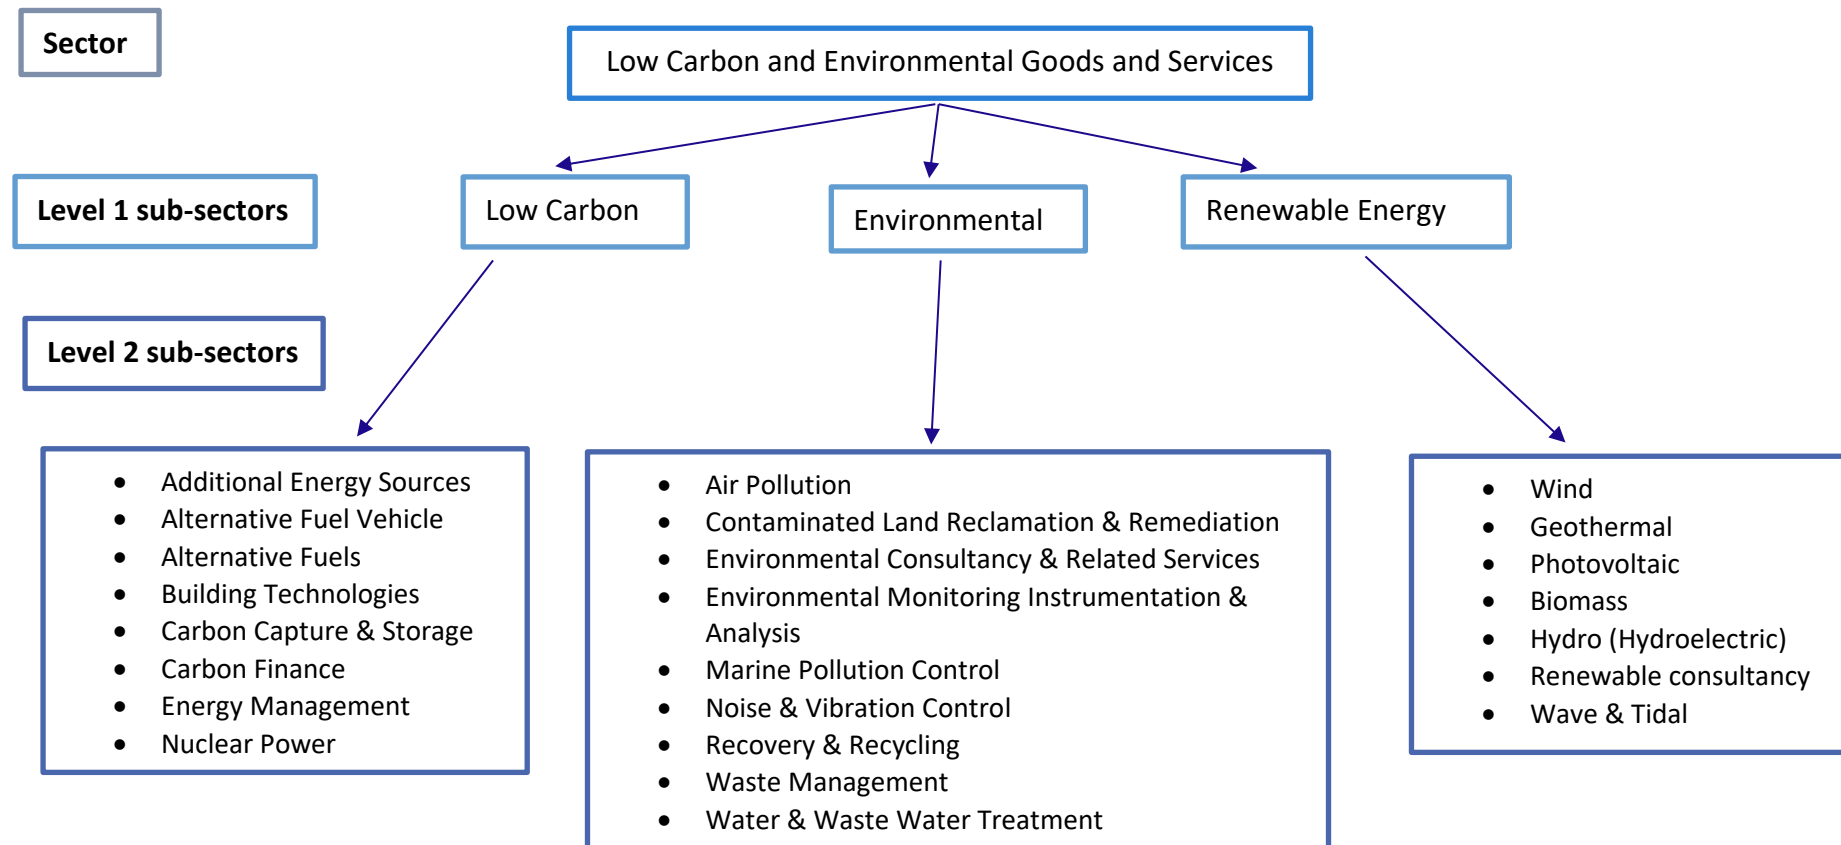 Sector
Low Carbon and Environmental Goods and Services
Level 1 sub-sectors
Low Carbon
Environmental
Renewable Energy
Level 2 sub-sectors
• Additional Energy Sources
• Alternative Fuel Vehicle
• Alternative Fuels
• Building Technologies
• Carbon Capture & Storage
• Carbon Finance
• Energy Management
• Nuclear Power
• Air Pollution
• Contaminated Land Reclamation & Remediation
• Environmental Consultancy & Related Services
• Environmental Monitoring Instrumentation &
Analysis
• Marine Pollution Control
• Noise & Vibration Control
• Recovery & Recycling
• Waste Management
• Water & Waste Water Treatment
• Wind
• Geothermal
• Photovoltaic
• Biomass
• Hydro (Hydroelectric)
• Renewable consultancy
• Wave & Tidal